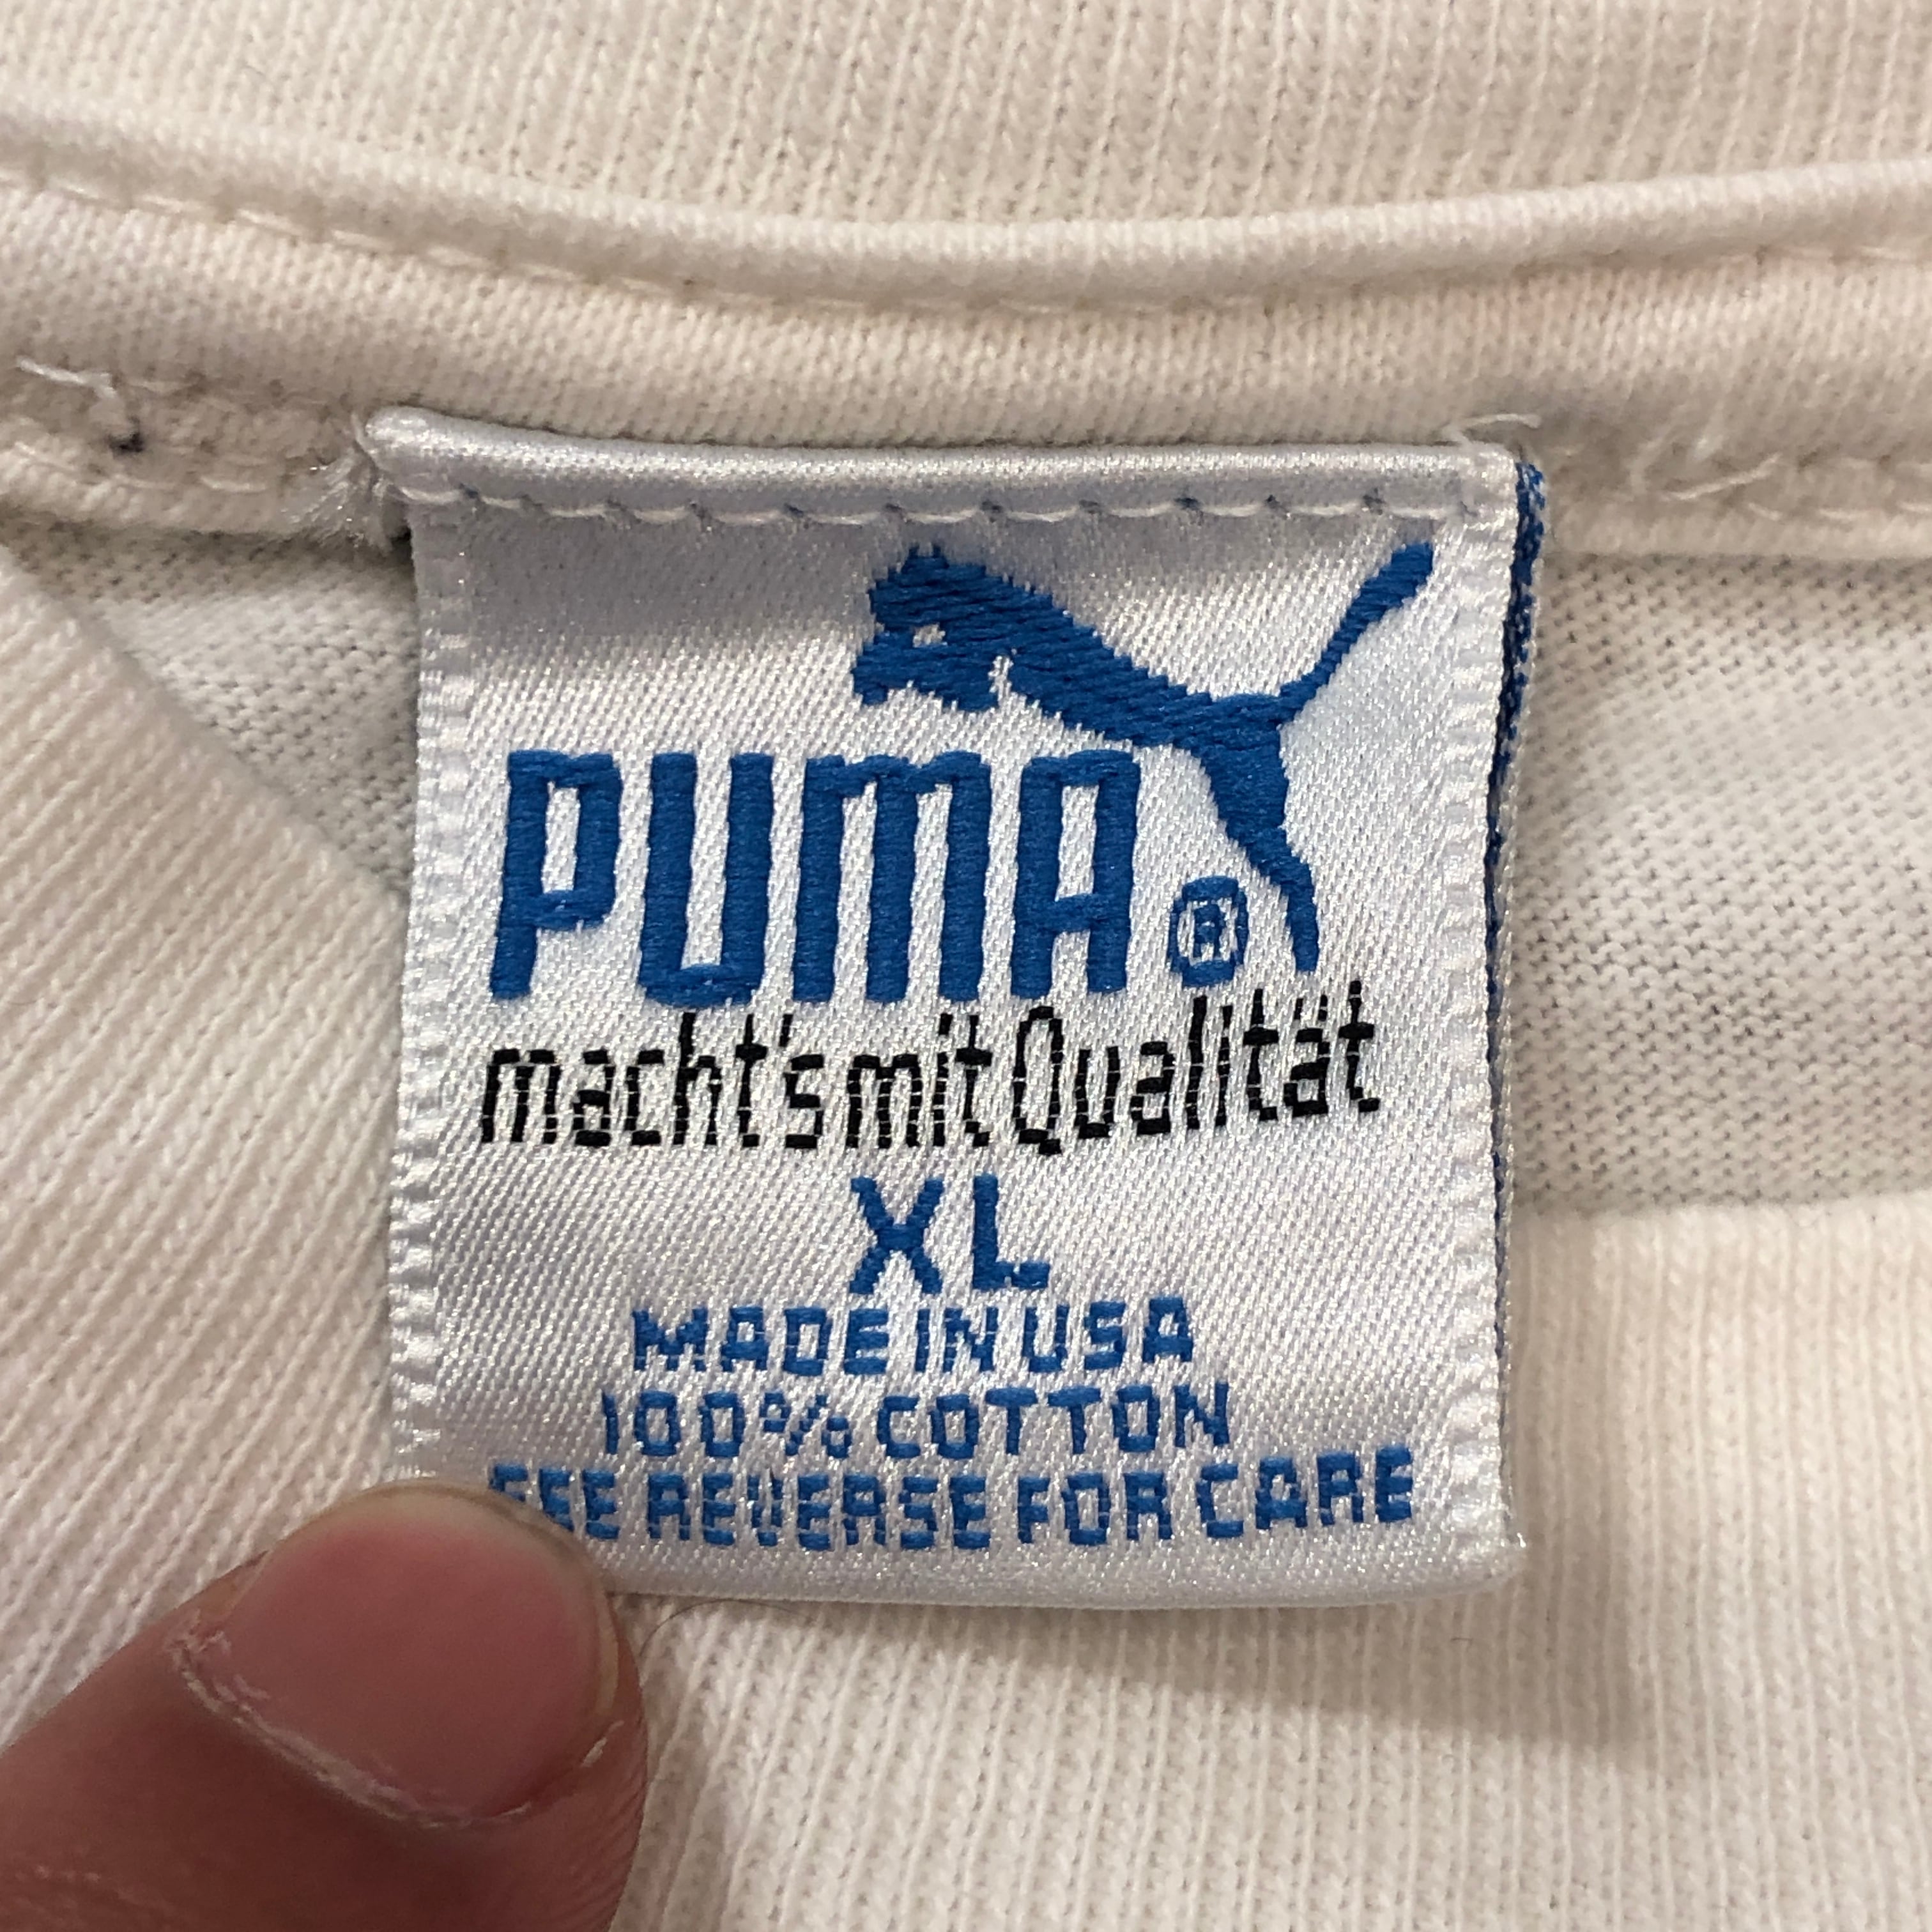 PUMA®
macht's mit Qualität
XL
MADE IN USA
100% COTTON
SEE REVERSE FOR CARE